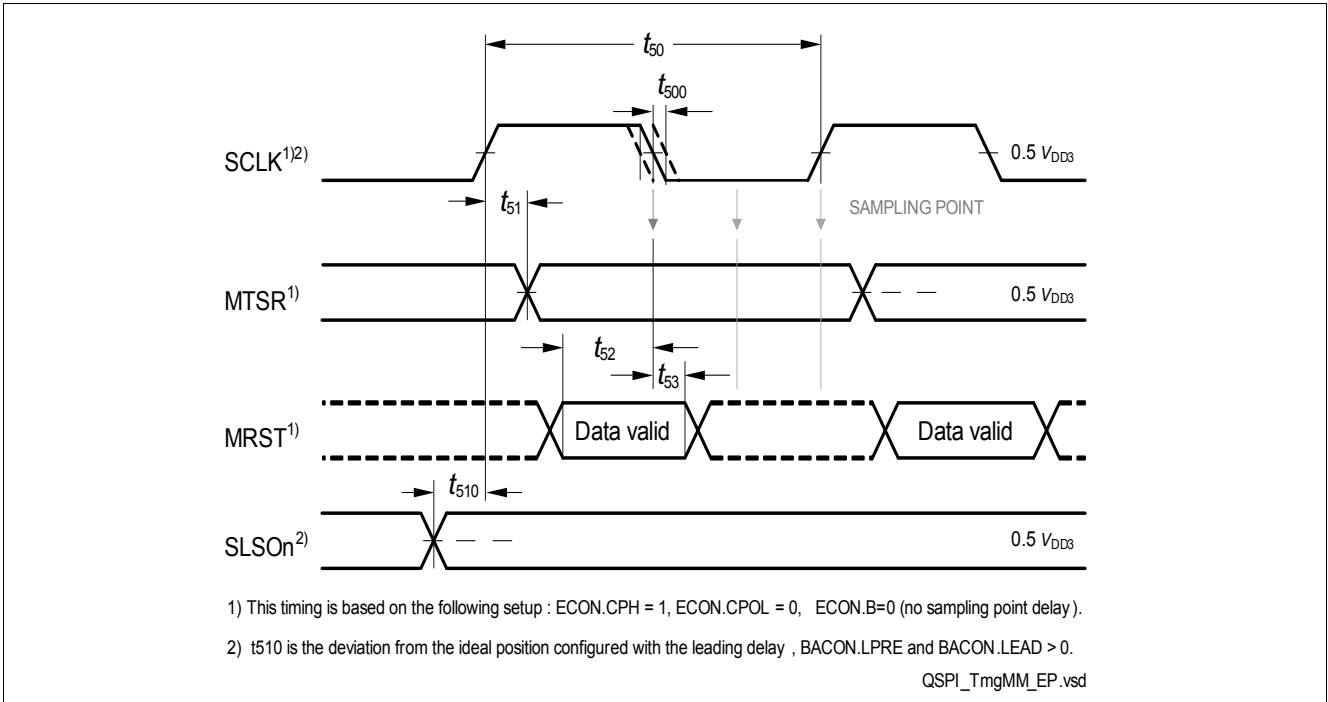 t50
t500
SCLK1)2)
0.5 VDD3
t51
SAMPLING POINT
MTSR1)
0.5 VDD3
t52
t53
MRST1)
Data valid
Data valid
t510
SLSOn2)
0.5 VDD3
1) This timing is based on the following setup : ECON.CPH = 1, ECON.CPOL = 0, ECON.B=0 (no sampling point delay).
2) t510 is the deviation from the ideal position configured with the leading delay , BACON.LPRE and BACON.LEAD > 0.
QSPI_TmgMM_EP.vsd